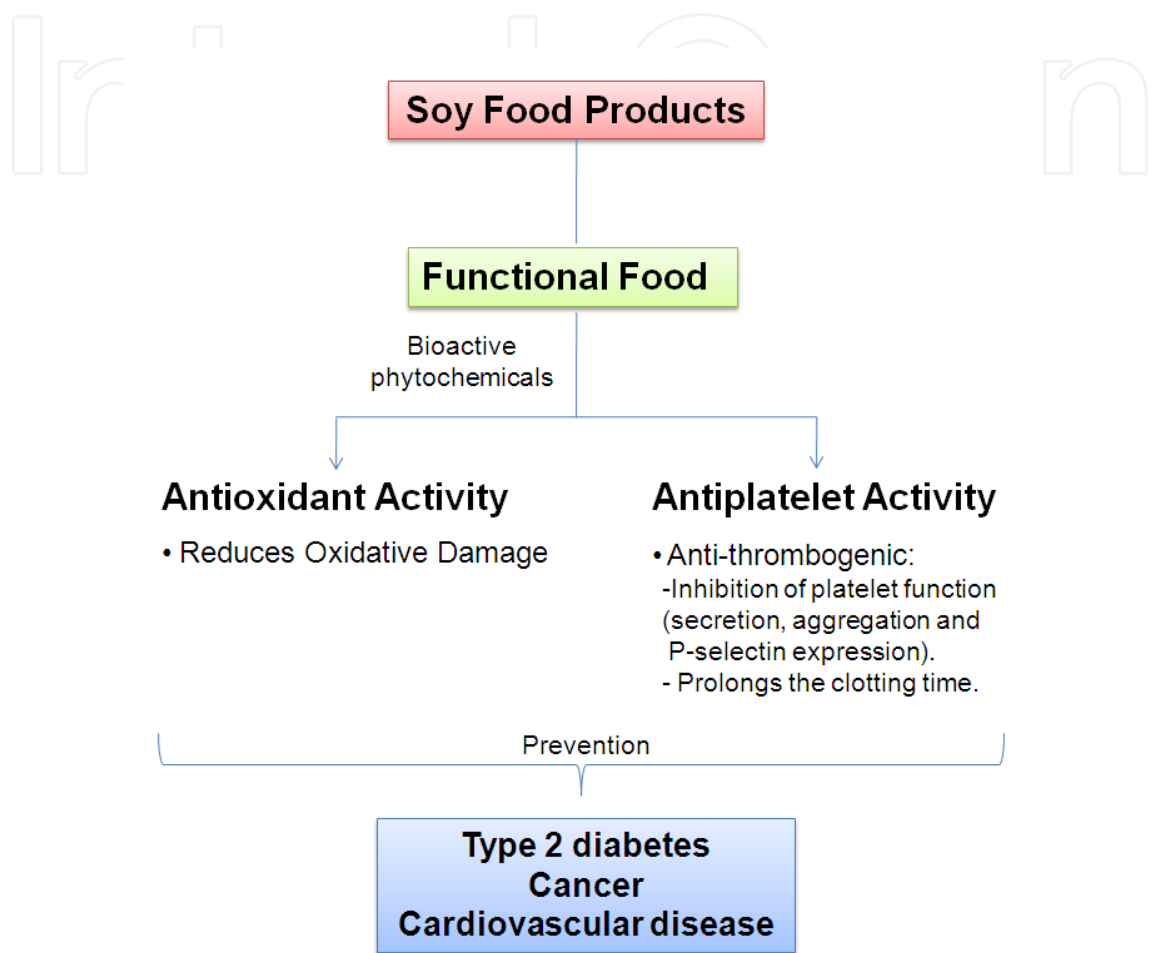 Soy Food Products
Functional Food
Bioactive
phytochemicals
Antioxidant Activity
• Reduces Oxidative Damage
Antiplatelet Activity
• Anti-thrombogenic:
-Inhibition of platelet function
(secretion, aggregation and
P-selectin expression).
- Prolongs the clotting time.
Prevention
Type 2 diabetes
Cancer
Cardiovascular disease